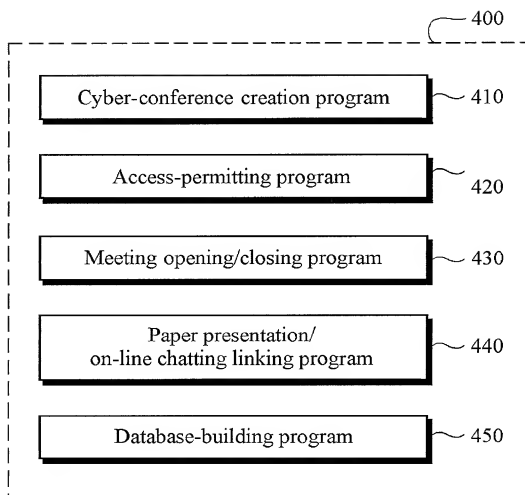 400
Cyber-conference creation program 410
Access-permitting program 420
Meeting opening/closing program 430
Paper presentation/
on-line chatting linking program 440
Database-building program 450